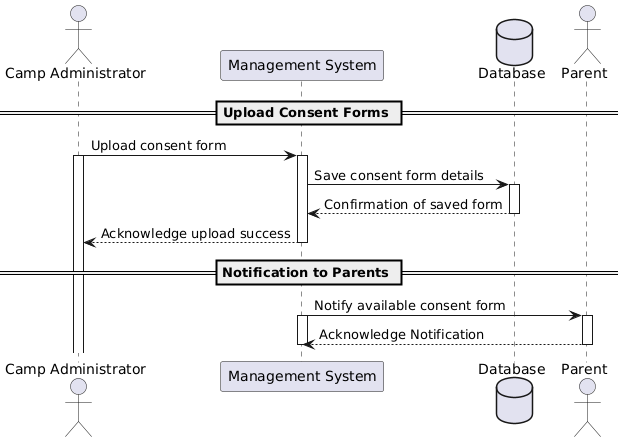 Camp Administrator
Management System
Database
Parent
Upload Consent Forms
Upload consent form
Save consent form details
Confirmation of saved form
Acknowledge upload success
Notification to Parents
Notify available consent form
Acknowledge Notification
Camp Administrator
Management System
Database
Parent